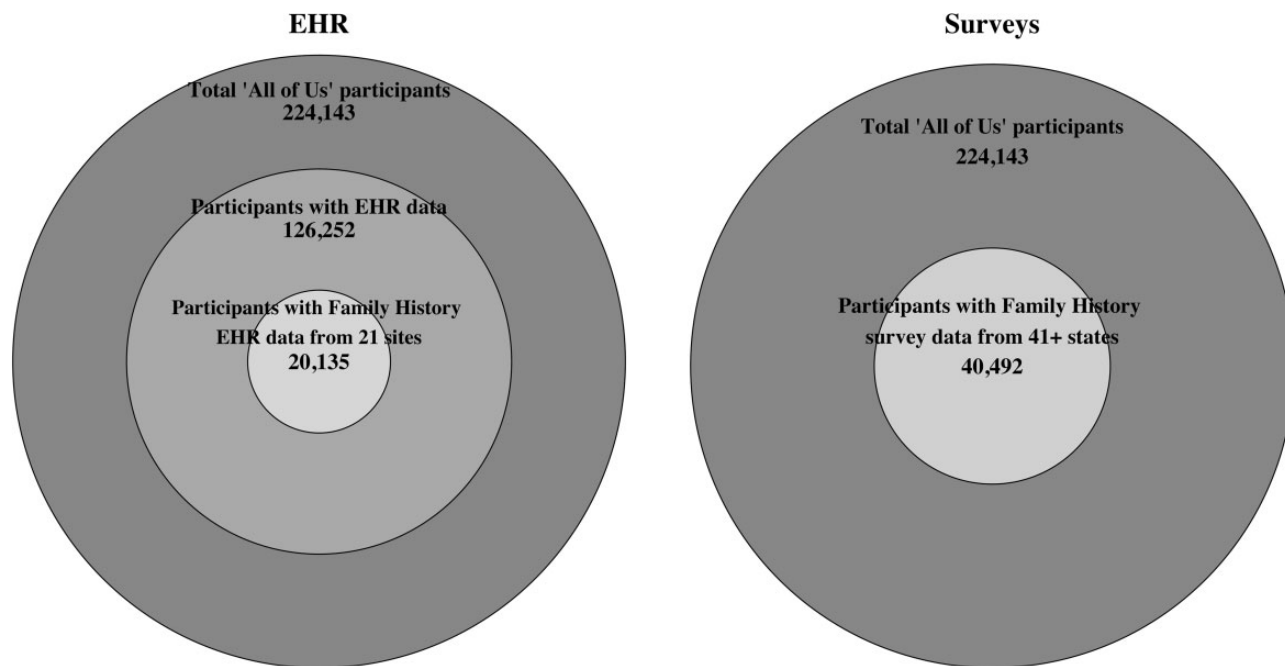 EHR
Total 'All of Us' participants
224,143
Participants with EHR data
126,252
Participants with Family History
EHR data from 21 sites
20,135
Surveys
Total 'All of Us' participants
224,143
Participants with Family History
survey data from 41+ states
40,492